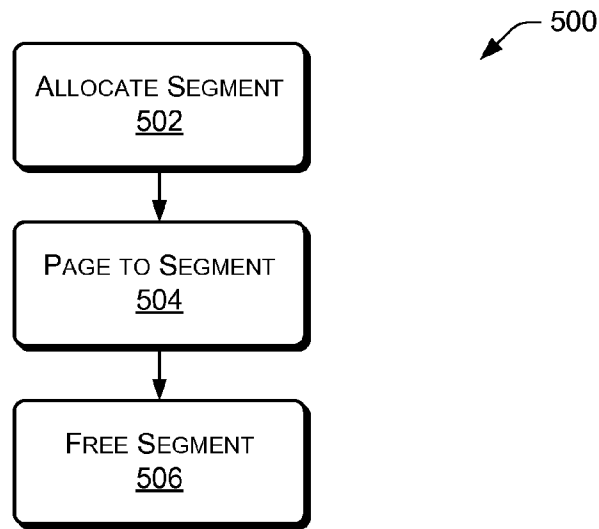 500
ALLOCATE SEGMENT
502
PAGE TO SEGMENT
504
FREE SEGMENT
506